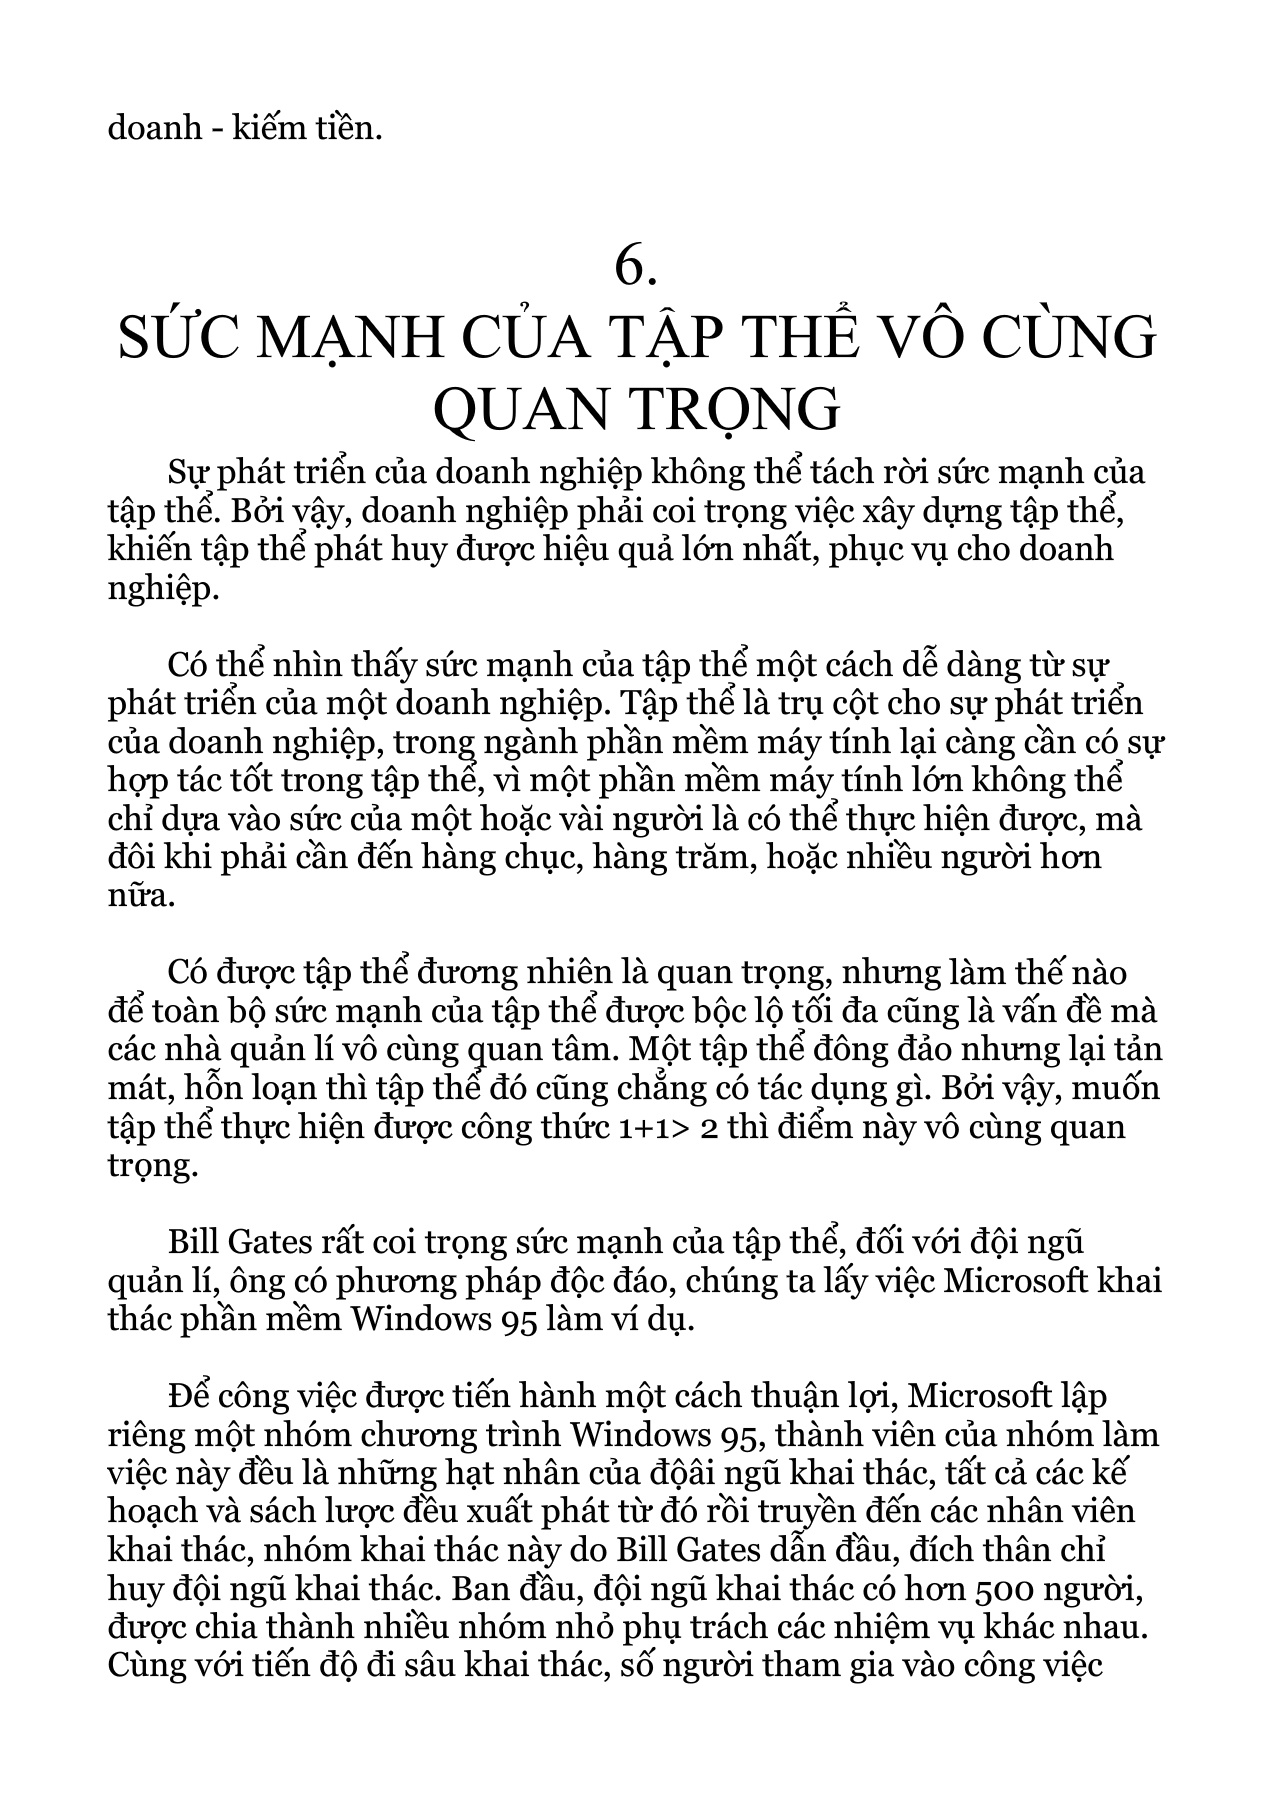 doanh - kiếm tiền.
6.
SỨC MẠNH CỦA TẬP THỂ VÔ CÙNG
QUAN TRỌNG
Sự phát triển của doanh nghiệp không thể tách rời sức mạnh của
tập thể. Bởi vậy, doanh nghiệp phải coi trọng việc xây dựng tập thể,
khiến tập thể phát huy được hiệu quả lớn nhất, phục vụ cho doanh
nghiệp.
Có thể nhìn thấy sức mạnh của tập thể một cách dễ dàng từ sự
phát triển của một doanh nghiệp. Tập thể là trụ cột cho sự phát triển
của doanh nghiệp, trong ngành phần mềm máy tính lại càng cần có sự
hợp tác tốt trong tập thể, vì một phần mềm máy tính lớn không thể
chỉ dựa vào sức của một hoặc vài người là có thể thực hiện được, mà
đôi khi phải cần đến hàng chục, hàng trăm, hoặc nhiều người hơn
nữa.
Có được tập thể đương nhiên là quan trọng, nhưng làm thế nào
để toàn bộ sức mạnh của tập thể được bộc lộ tối đa cũng là vấn đề mà
các nhà quản lí vô cùng quan tâm. Một tập thể đông đảo nhưng lại tản
mát, hỗn loạn thì tập thể đó cũng chẳng có tác dụng gì. Bởi vậy, muốn
tập thể thực hiện được công thức 1+1> 2 thì điểm này vô cùng quan
trọng.
Bill Gates rất coi trọng sức mạnh của tập thể, đối với đội ngũ
quản lí, ông có phương pháp độc đáo, chúng ta lấy việc Microsoft khai
thác phần mềm Windows 95 làm ví dụ.
Để công việc được tiến hành một cách thuận lợi, Microsoft lập
riêng một nhóm chương trình Windows 95, thành viên của nhóm làm
việc này đều là những hạt nhân của độâi ngũ khai thác, tất cả các kế
hoạch và sách lược đều xuất phát từ đó rồi truyền đến các nhân viên
khai thác, nhóm khai thác này do Bill Gates dẫn đầu, đích thân chỉ
huy đội ngũ khai thác. Ban đầu, đội ngũ khai thác có hơn 500 người,
được chia thành nhiều nhóm nhỏ phụ trách các nhiệm vụ khác nhau.
Cùng với tiến độ đi sâu khai thác, số người tham gia vào công việc